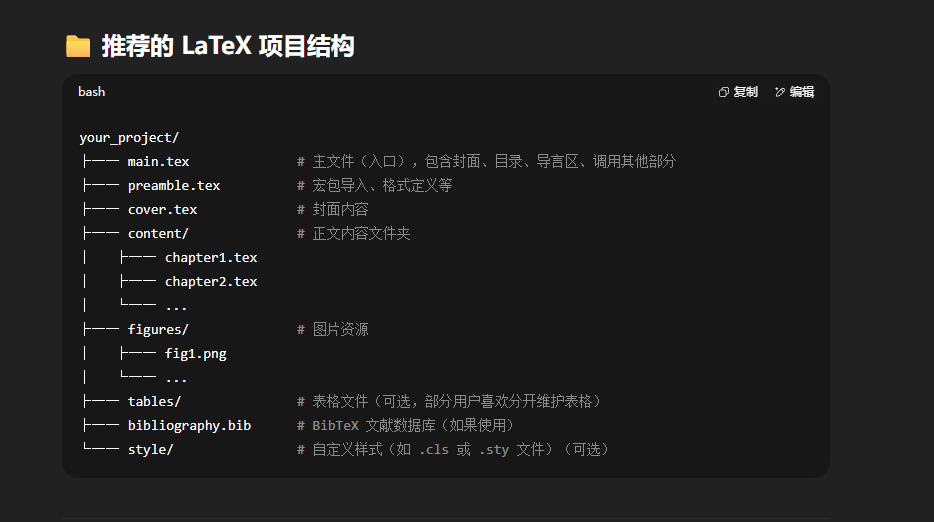 📁 推荐的 LaTeX 项目结构
bash 复制 编辑
your_project/
├── main.tex # 主文件（入口），包含封面、目录、导言区、调用其他部分
├── preamble.tex # 宏包导入、格式定义等
├── cover.tex # 封面内容
├── content/ # 正文内容文件夹
│ ├── chapter1.tex
│ ├── chapter2.tex
│ └── ...
├── figures/ # 图片资源
│ ├── fig1.png
│ └── ...
├── tables/ # 表格文件（可选，部分用户喜欢分开维护表格）
├── bibliography.bib # BibTeX 文献数据库（如果使用）
└── style/ # 自定义样式（如 .cls 或 .sty 文件）（可选）